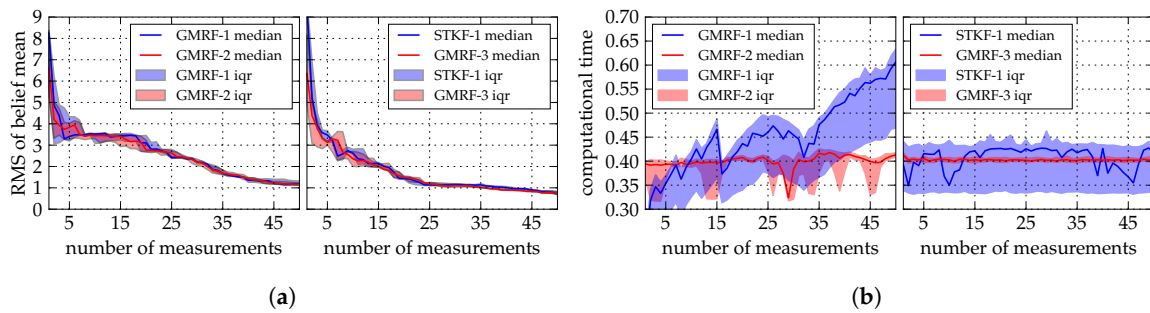 9
8
7
6
5
4
3
2
1
0
RMS of belief mean
GMRF-1 median
GMRF-2 median
GMRF-1 iqr
GMRF-2 iqr
5 15 25 35 45
number of measurements
STKF-1 median
GMRF-3 median
STKF-1 iqr
GMRF-3 iqr
5 15 25 35 45
number of measurements
(a)
0.70
0.65
0.60
0.55
0.50
0.45
0.40
0.35
0.30
computational time
GMRF-1 median
GMRF-2 median
GMRF-1 iqr
GMRF-2 iqr
5 15 25 35 45
number of measurements
STKF-1 median
GMRF-3 median
STKF-1 iqr
GMRF-3 iqr
5 15 25 35 45
number of measurements
(b)